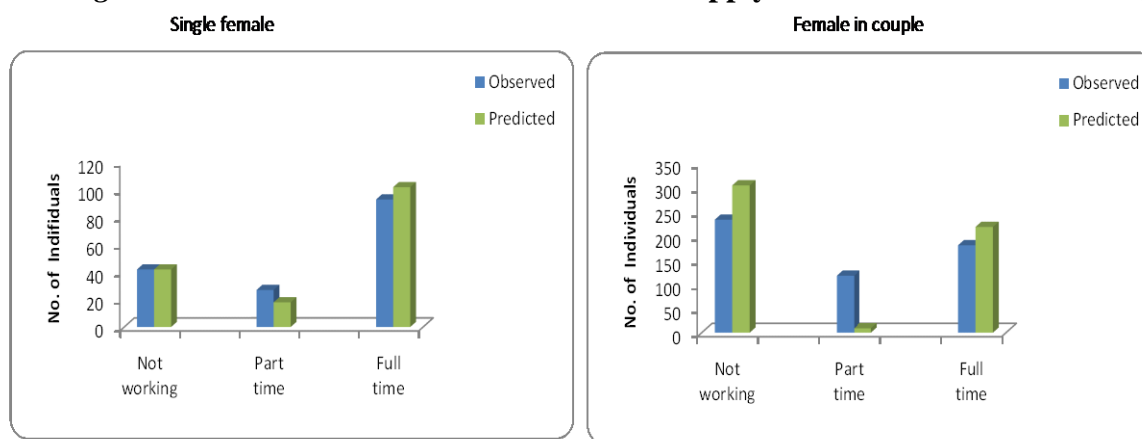 Single female
Observed
Predicted
No. of Indifiduals
120
100
80
60
40
20
0
Not working
Part time
Full time
Female in couple
Observed
Predicted
No. of Individuals
350
300
250
200
150
100
50
0
Not working
Part time
Full time